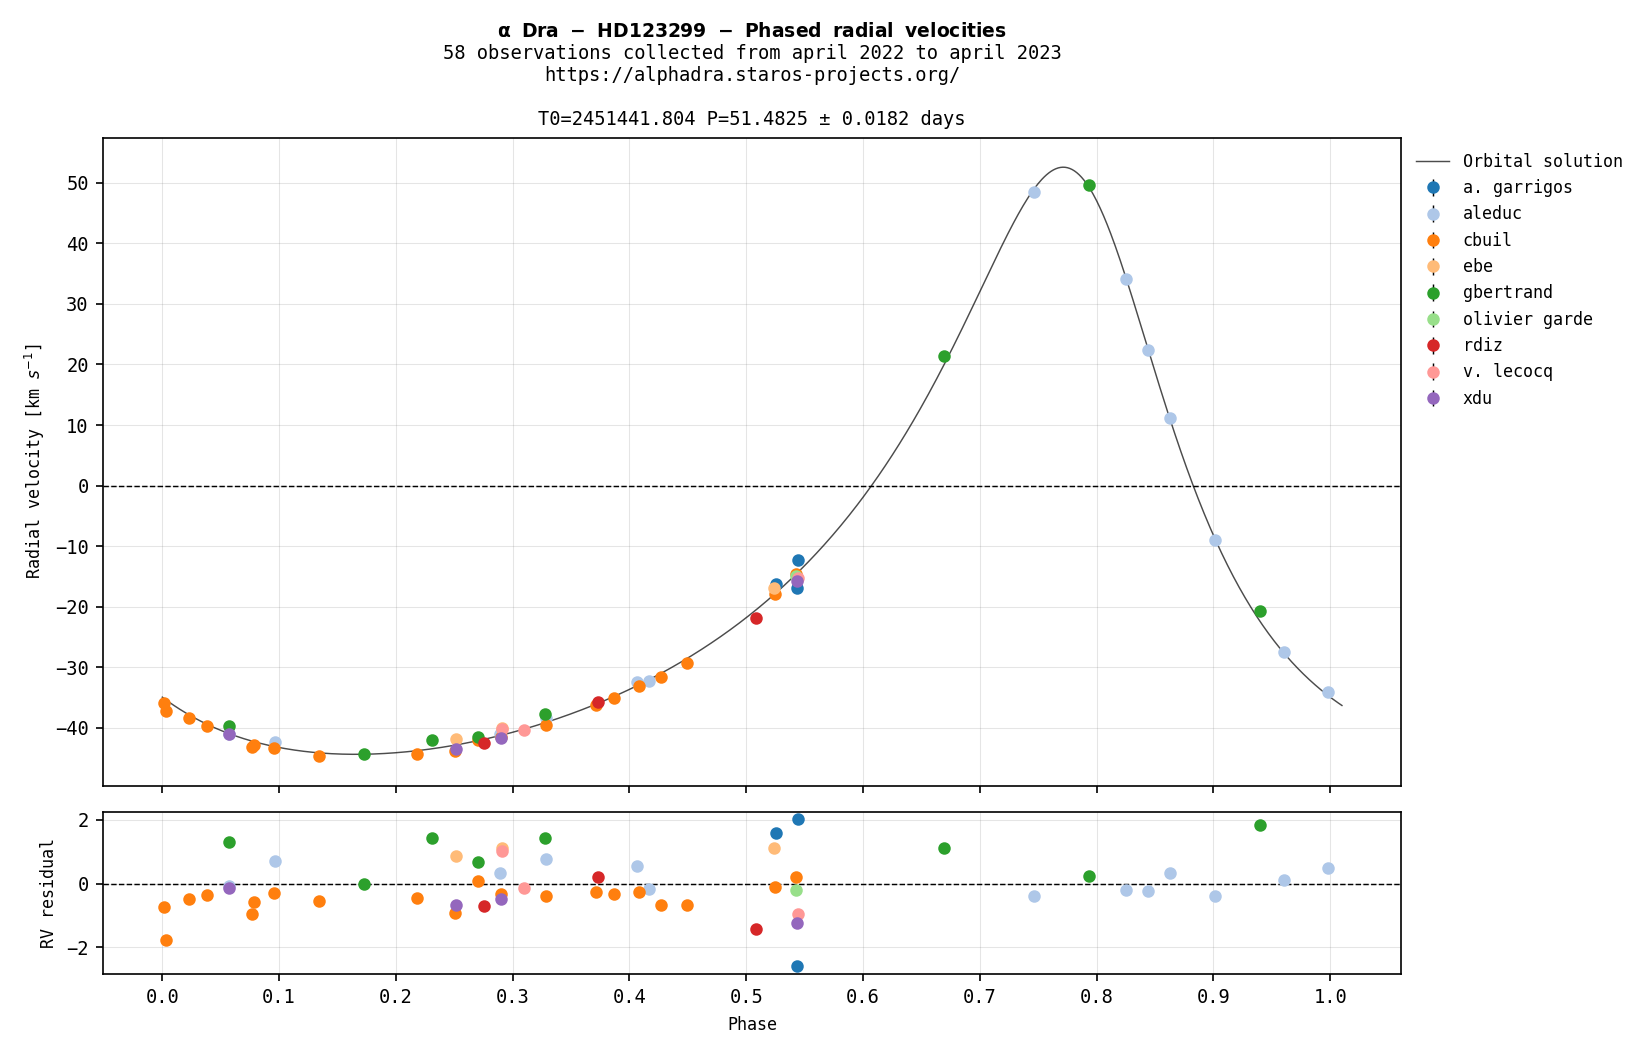 α Dra − HD123299 − Phased radial velocities
58 observations collected from april 2022 to april 2023
https://alphadra.staros-projects.org/
T0=2451441.804 P=51.4825 ± 0.0182 days
Radial velocity [km s⁻¹]
50
40
30
20
10
0
−10
−20
−30
−40
Orbital solution
a. garrigos
aleduc
cbuil
ebe
gbertrand
olivier garde
rdiz
v. lecocq
xdu
RV residual
2
0
−2
0.0 0.1 0.2 0.3 0.4 0.5 0.6 0.7 0.8 0.9 1.0
Phase